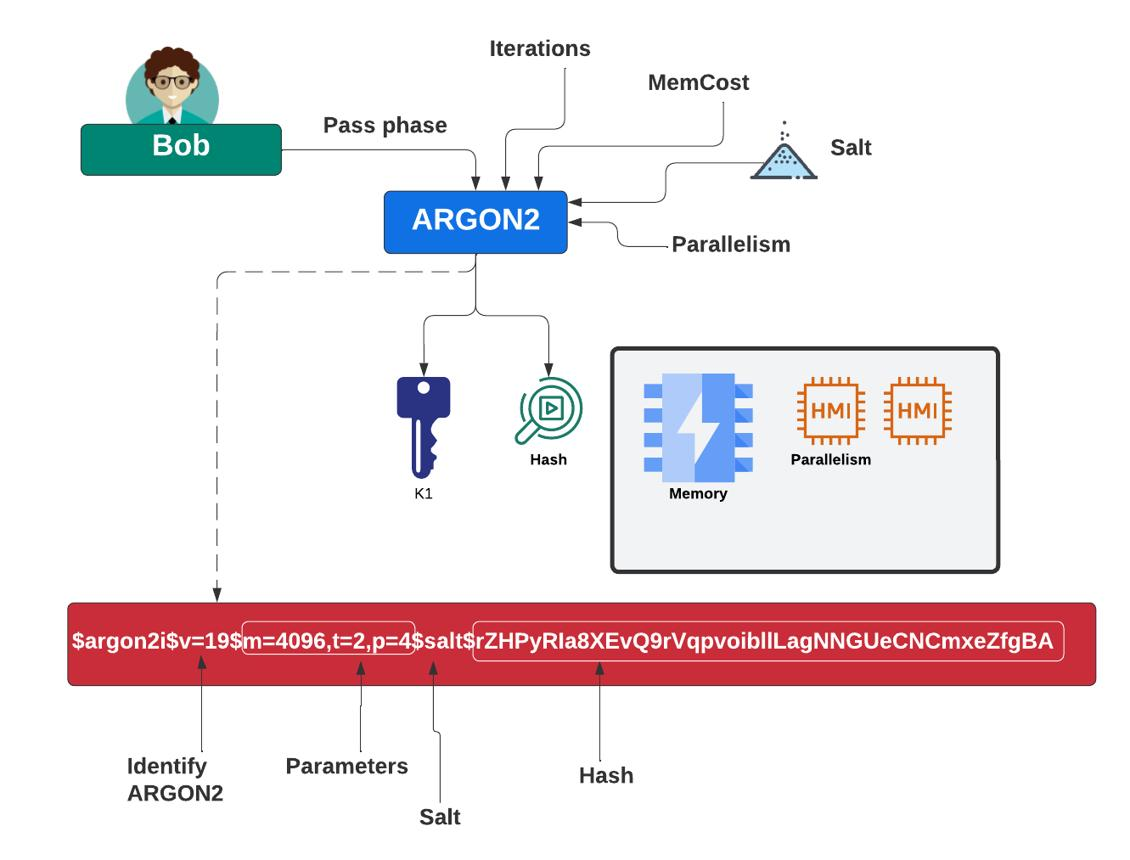 Iterations
MemCost
Pass phase
Bob
Salt
ARGON2
Parallelism
HMI
HMI
Hash
Parallelism
K1
Memory
$argon2i$v=19$m=4096,t=2,p=4$salt$rZHPyRIa8XEvQ9rVqpvoibllLagNNGUeCNCmxeZfgBA
Identify
ARGON2
Parameters
Hash
Salt